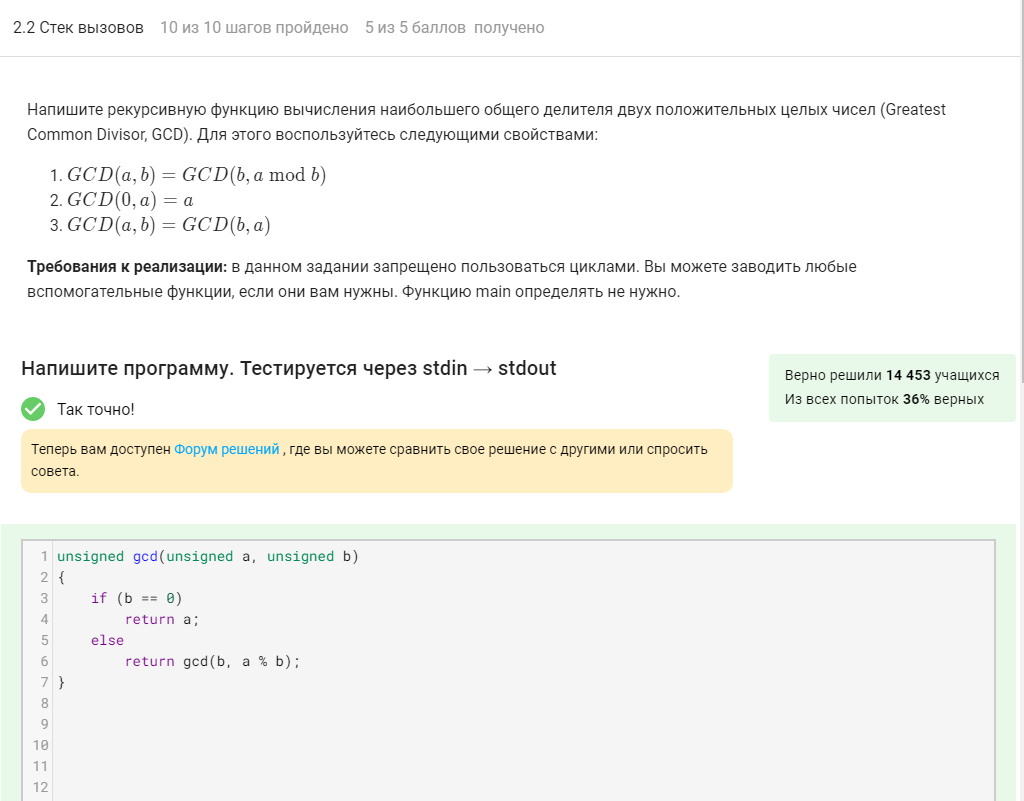 2.2 Стек вызовов 10 из 10 шагов пройдено 5 из 5 баллов получено
Напишите рекурсивную функцию вычисления наибольшего общего делителя двух положительных целых чисел (Greatest
Common Divisor, GCD). Для этого воспользуйтесь следующими свойствами:
1. GCD(a, b) = GCD(b, a mod b)
2. GCD(0, a) = a
3. GCD(a, b) = GCD(b, a)
Требования к реализации: в данном задании запрещено пользоваться циклами. Вы можете заводить любые
вспомогательные функции, если они вам нужны. Функцию main определять не нужно.
Напишите программу. Тестируется через stdin → stdout
Верно решили 14 453 учащихся
Из всех попыток 36% верных
Так точно!
Теперь вам доступен Форум решений , где вы можете сравнить свое решение с другими или спросить
совета.
1 unsigned gcd(unsigned a, unsigned b)
2 {
3     if (b == 0)
4         return a;
5     else
6         return gcd(b, a % b);
7 }
8
9
10
11
12